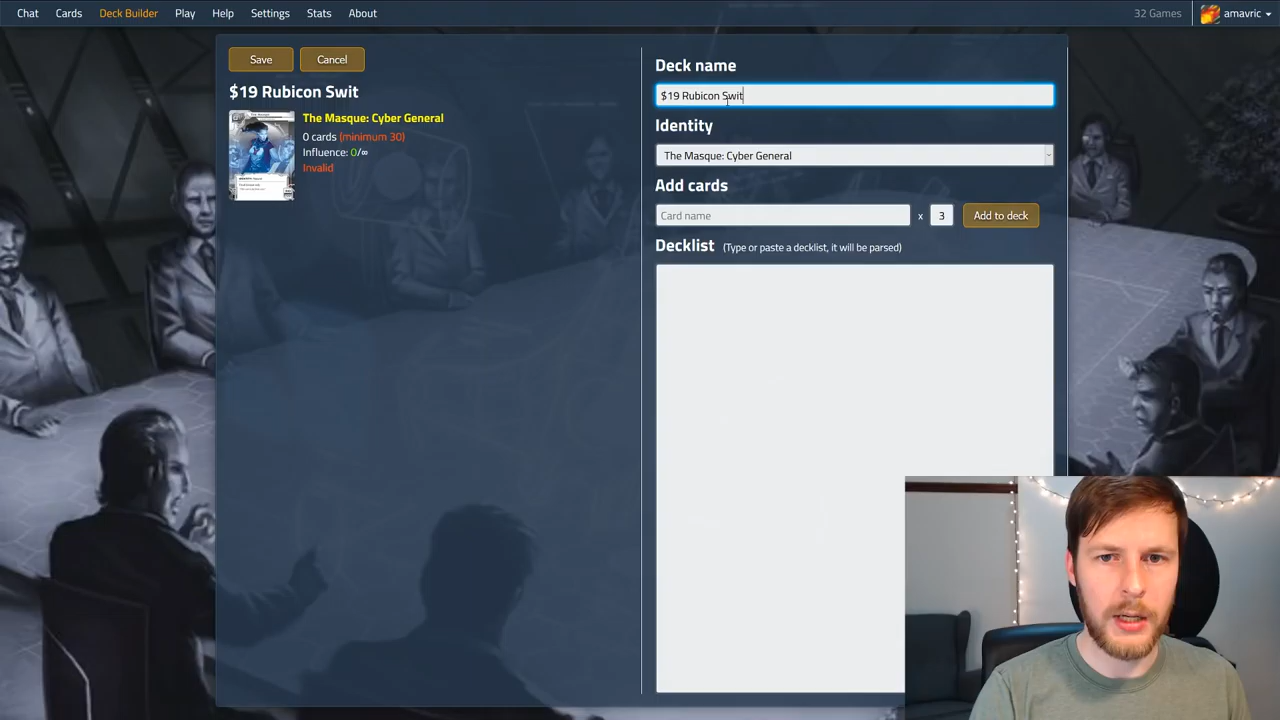 Chat Cards Deck Builder Play Help Settings Stats About 32 Games amavric
Save Cancel
$19 Rubicon Swit
The Masque: Cyber General
0 cards (minimum 30)
Influence: 0/∞
Invalid
Deck name
$19 Rubicon Swit
Identity
The Masque: Cyber General
Add cards
Card name x 3 Add to deck
Decklist (Type or paste a decklist, it will be parsed)